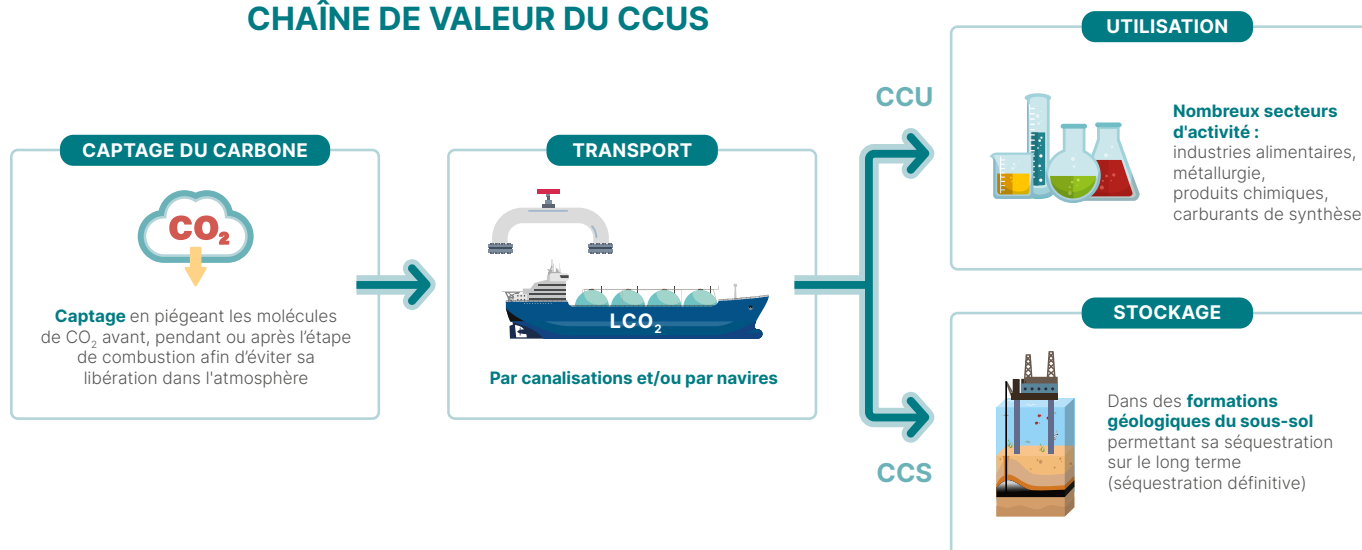 CHAÎNE DE VALEUR DU CCUS
CAPTAGE DU CARBONE
CO₂
Captage en piégeant les molécules
de CO₂ avant, pendant ou après l'étape
de combustion afin d'éviter sa
libération dans l'atmosphère
TRANSPORT
LCO₂
Par canalisations et/ou par navires
CCU
UTILISATION
Nombreux secteurs
d'activité :
industries alimentaires,
métallurgie,
produits chimiques,
carburants de synthèse
CCS
STOCKAGE
Dans des formations
géologiques du sous-sol
permettant sa séquestration
sur le long terme
(séquestration définitive)